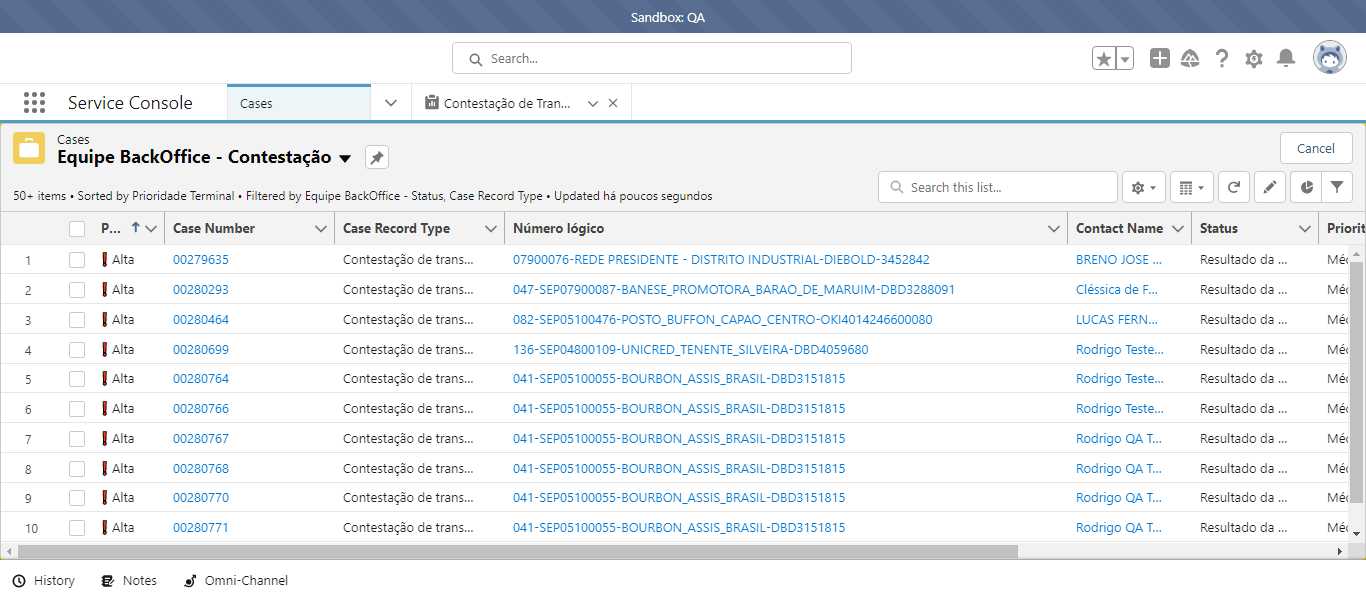 Sandbox: QA
Search...
Service Console
Cases
Contestação de Tran...
Cases
Equipe BackOffice - Contestação
Cancel
50+ items • Sorted by Prioridade Terminal • Filtered by Equipe BackOffice - Status, Case Record Type • Updated há poucos segundos
Search this list...
P... Case Number Case Record Type Número lógico Contact Name Status Priorit
1 Alta 00279635 Contestação de trans... 07900076-REDE PRESIDENTE - DISTRITO INDUSTRIAL-DIEBOLD-3452842 BRENO JOSE ... Resultado da ... Méc
2 Alta 00280293 Contestação de trans... 047-SEP07900087-BANESE_PROMOTORA_BARAO_DE_MARUIM-DBD3288091 Cléssica de F... Resultado da ... Méc
3 Alta 00280464 Contestação de trans... 082-SEP05100476-POSTO_BUFFON_CAPAO_CENTRO-OKI4014246600080 LUCAS FERN... Resultado da ... Méc
4 Alta 00280699 Contestação de trans... 136-SEP04800109-UNICRED_TENENTE_SILVEIRA-DBD4059680 Rodrigo Teste... Resultado da ... Méc
5 Alta 00280764 Contestação de trans... 041-SEP05100055-BOURBON_ASSIS_BRASIL-DBD3151815 Rodrigo Teste... Resultado da ... Méc
6 Alta 00280766 Contestação de trans... 041-SEP05100055-BOURBON_ASSIS_BRASIL-DBD3151815 Rodrigo Teste... Resultado da ... Méc
7 Alta 00280767 Contestação de trans... 041-SEP05100055-BOURBON_ASSIS_BRASIL-DBD3151815 Rodrigo QA T... Resultado da ... Méc
8 Alta 00280768 Contestação de trans... 041-SEP05100055-BOURBON_ASSIS_BRASIL-DBD3151815 Rodrigo QA T... Resultado da ... Méc
9 Alta 00280770 Contestação de trans... 041-SEP05100055-BOURBON_ASSIS_BRASIL-DBD3151815 Rodrigo QA T... Resultado da ... Méc
10 Alta 00280771 Contestação de trans... 041-SEP05100055-BOURBON_ASSIS_BRASIL-DBD3151815 Rodrigo QA T... Resultado da ... Méc
History Notes Omni-Channel